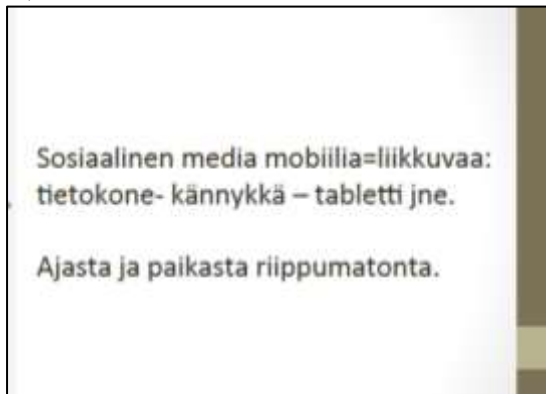 Sosiaalinen media mobiilia=liikkuvaa:
tietokone- kännykkä – tabletti jne.
Ajasta ja paikasta riippumatonta.